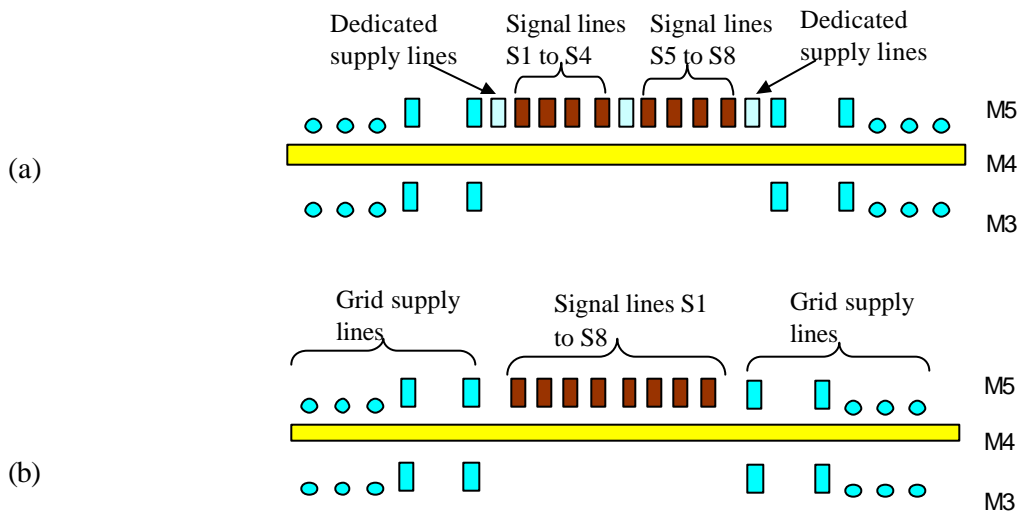 Dedicated
supply lines
Signal lines
S1 to S4
Signal lines
S5 to S8
Dedicated
supply lines
M5
(a)
M4
M3
Grid supply
lines
Signal lines S1
to S8
Grid supply
lines
M5
M4
(b)
M3